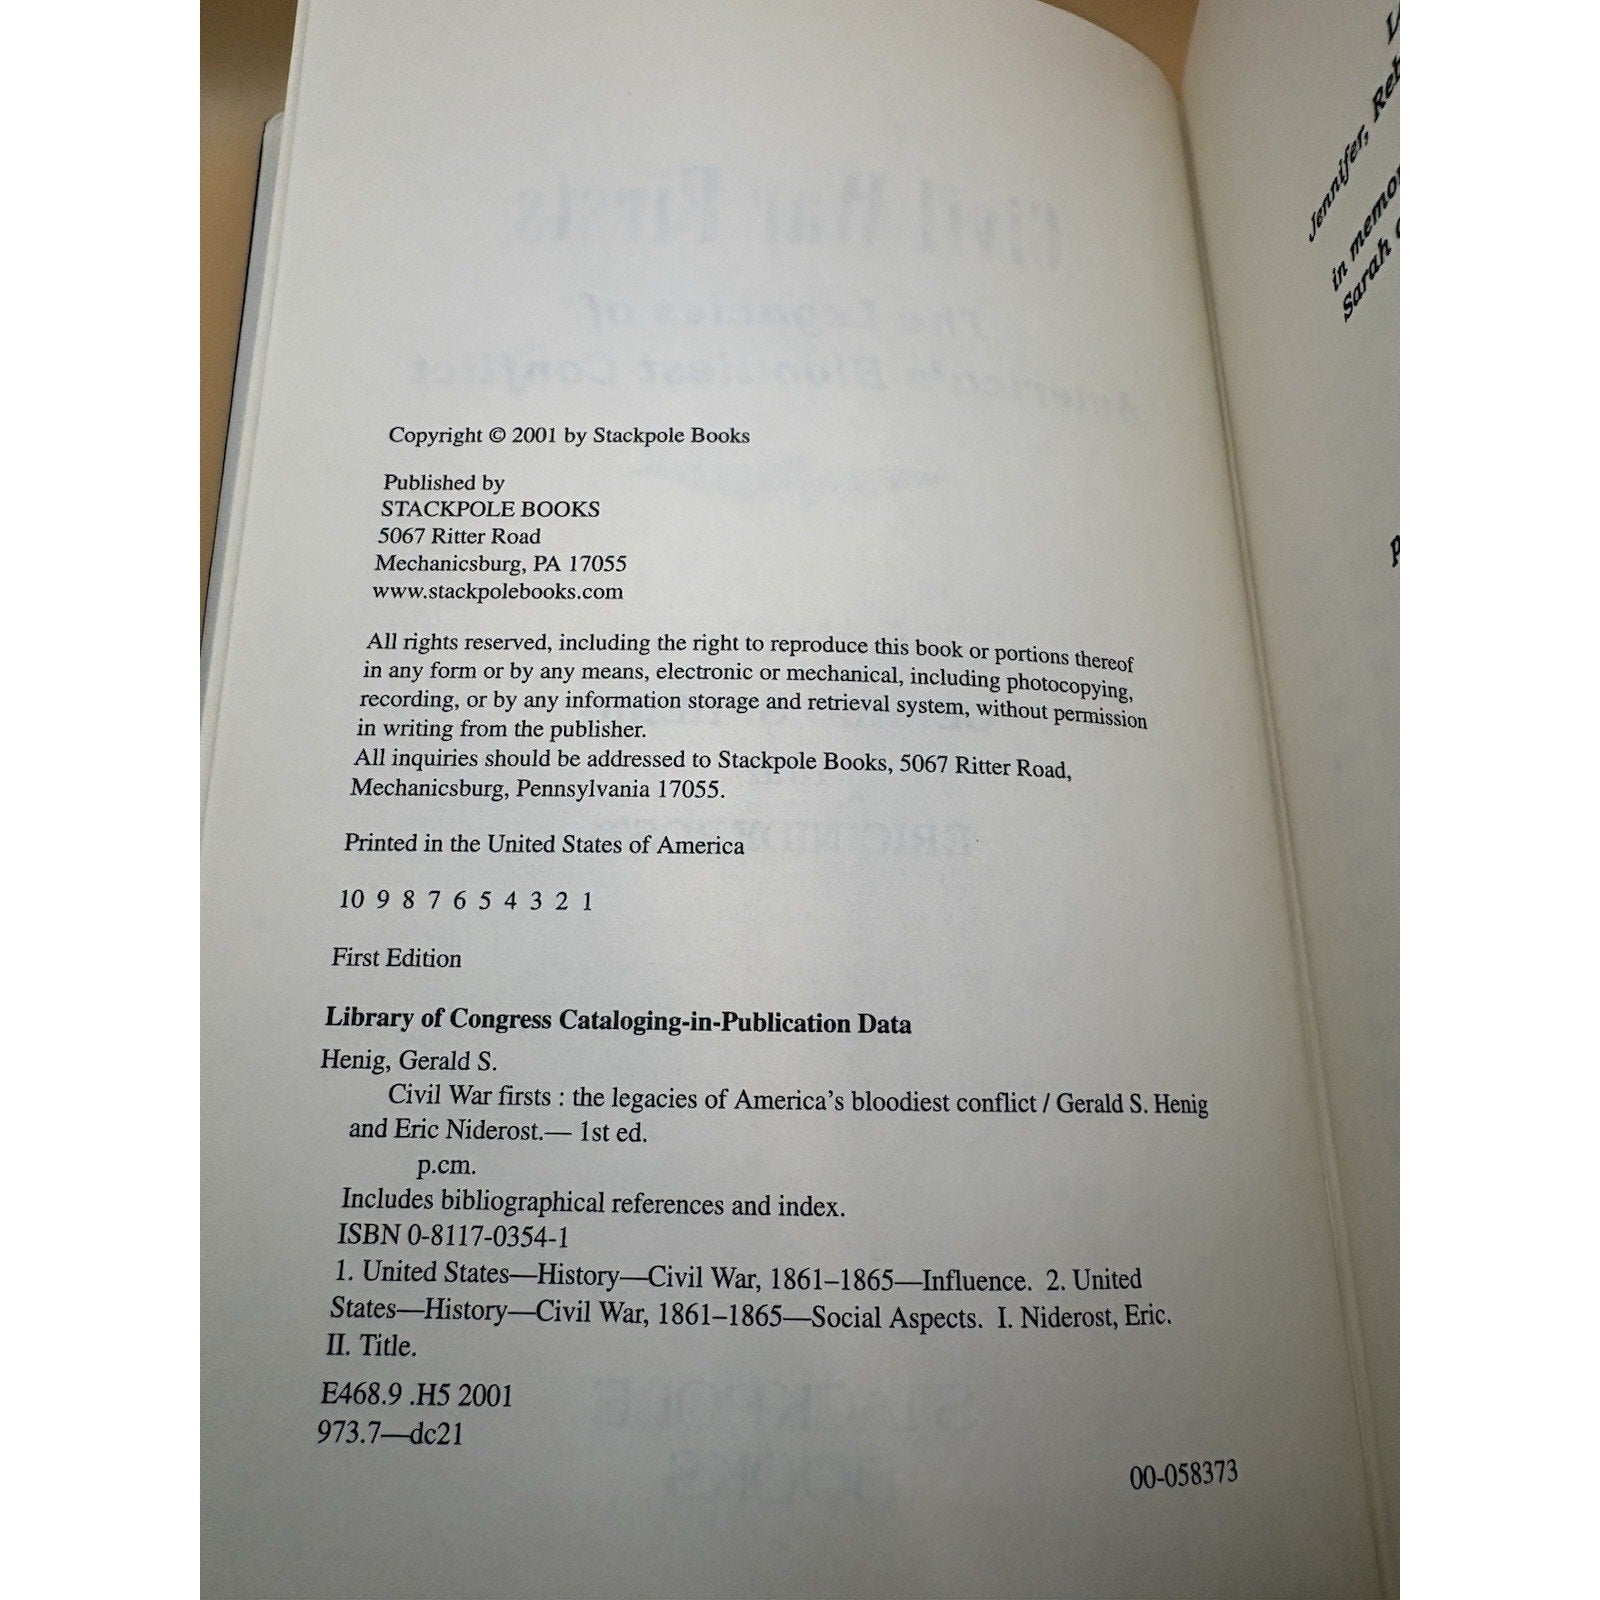 Copyright © 2001 by Stackpole Books
Published by
STACKPOLE BOOKS
5067 Ritter Road
Mechanicsburg, PA 17055
www.stackpolebooks.com
All rights reserved, including the right to reproduce this book or portions thereof
in any form or by any means, electronic or mechanical, including photocopying,
recording, or by any information storage and retrieval system, without permission
in writing from the publisher.
All inquiries should be addressed to Stackpole Books, 5067 Ritter Road,
Mechanicsburg, Pennsylvania 17055.
Printed in the United States of America
10 9 8 7 6 5 4 3 2 1
First Edition
Library of Congress Cataloging-in-Publication Data
Henig, Gerald S.
Civil War firsts : the legacies of America's bloodiest conflict / Gerald S. Henig
and Eric Niderost.— 1st ed.
p.cm.
Includes bibliographical references and index.
ISBN 0-8117-0354-1
1. United States—History—Civil War, 1861–1865—Influence. 2. United
States—History—Civil War, 1861–1865—Social Aspects. I. Niderost, Eric.
II. Title.
E468.9 .H5 2001
973.7—dc21
00-058373
Jennifer,
in
Sarah